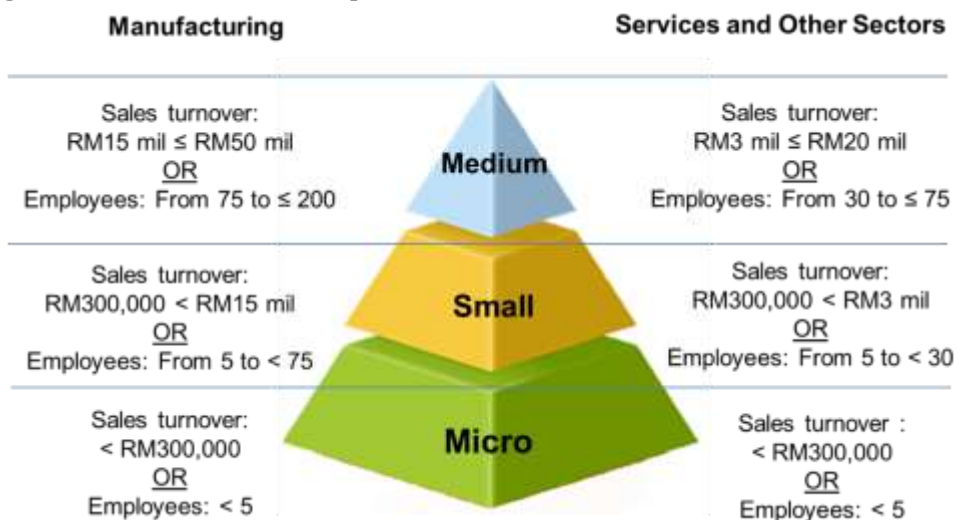 Manufacturing
Services and Other Sectors
Sales turnover:
RM15 mil ≤ RM50 mil
OR
Employees: From 75 to ≤ 200
Medium
Sales turnover:
RM3 mil ≤ RM20 mil
OR
Employees: From 30 to ≤ 75
Sales turnover:
RM300,000 < RM15 mil
OR
Employees: From 5 to < 75
Small
Sales turnover:
RM300,000 < RM3 mil
OR
Employees: From 5 to < 30
Sales turnover:
< RM300,000
OR
Employees: < 5
Micro
Sales turnover :
< RM300,000
OR
Employees: < 5